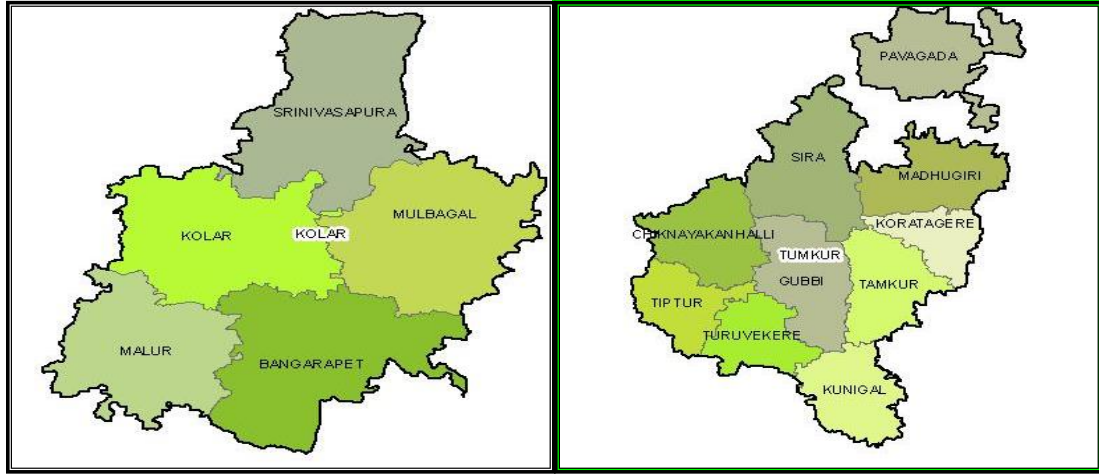 SRINIVASAPURA
MULBAGAL
KOLAR
KOLAR
MALUR
BANGARAPET
PAVAGADA
SIRA
MADHUGIRI
KORATAGERE
CHIKNAYAKANHALLI
TUMKUR
GUBBI
TAMKUR
TIPTUR
TURUVEKERE
KUNIGAL